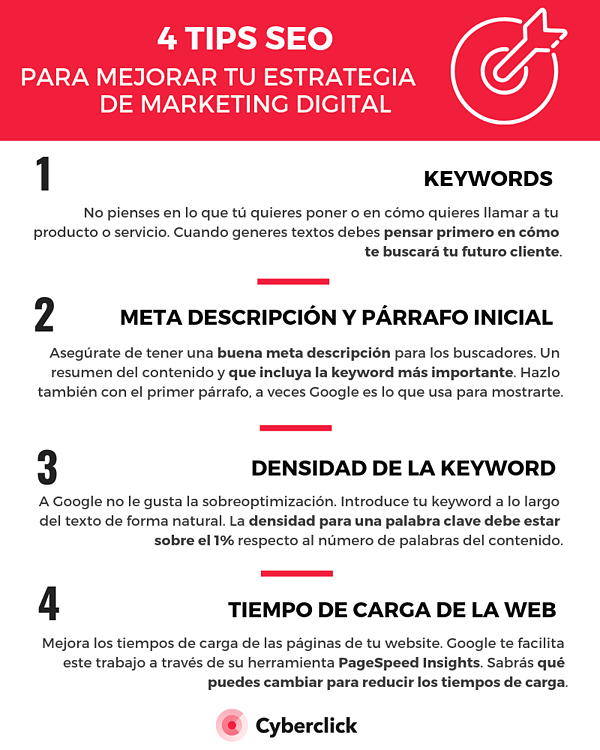 4 TIPS SEO
PARA MEJORAR TU ESTRATEGIA
DE MARKETING DIGITAL
1
KEYWORDS
No pienses en lo que tú quieres poner o en cómo quieres llamar a tu
producto o servicio. Cuando generes textos debes pensar primero en cómo
te buscará tu futuro cliente.
2
META DESCRIPCIÓN Y PÁRRAFO INICIAL
Asegúrate de tener una buena meta descripción para los buscadores. Un
resumen del contenido y que incluya la keyword más importante. Hazlo
también con el primer párrafo, a veces Google es lo que usa para mostrarte.
3
DENSIDAD DE LA KEYWORD
A Google no le gusta la sobreoptimización. Introduce tu keyword a lo largo
del texto de forma natural. La densidad para una palabra clave debe estar
sobre el 1% respecto al número de palabras del contenido.
4
TIEMPO DE CARGA DE LA WEB
Mejora los tiempos de carga de las páginas de tu website. Google te facilita
este trabajo a través de su herramienta PageSpeed Insights. Sabrás qué
puedes cambiar para reducir los tiempos de carga.
Cyberclick